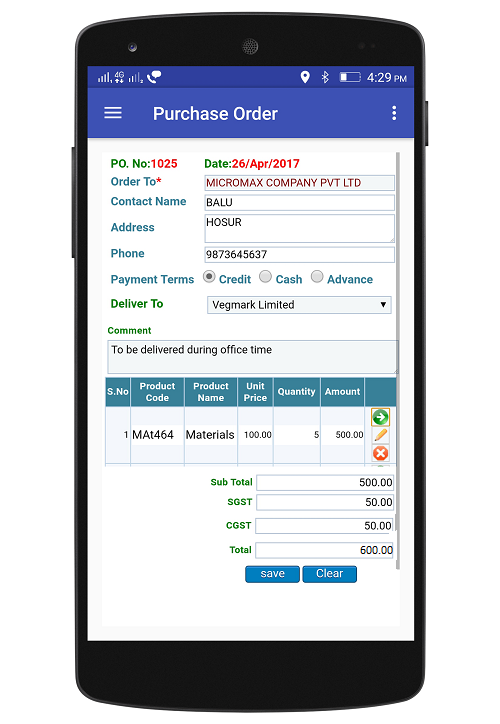 4G 4:29 PM
Purchase Order
PO. No:1025 Date:26/Apr/2017
Order To* MICROMAX COMPANY PVT LTD
Contact Name BALU
Address HOSUR
Phone 9873645637
Payment Terms Credit Cash Advance
Deliver To Vegmark Limited
Comment
To be delivered during office time
S.No Product Code Product Name Unit Price Quantity Amount
1 MAt464 Materials 100.00 5 500.00
Sub Total 500.00
SGST 50.00
CGST 50.00
Total 600.00
save Clear